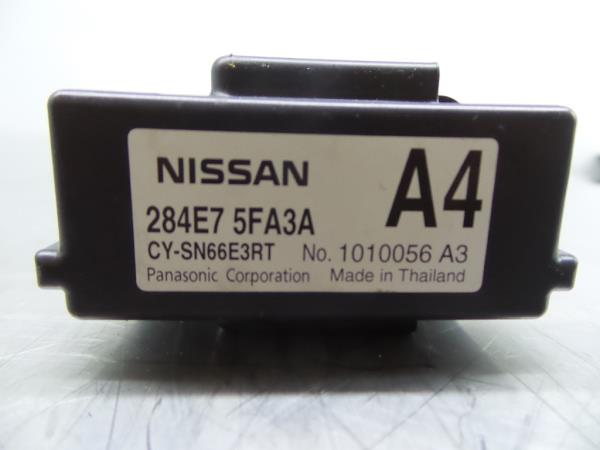 NISSAN A4
284E7 5FA3A
CY-SN66E3RT No. 1010056 A3
Panasonic Corporation Made in Thailand